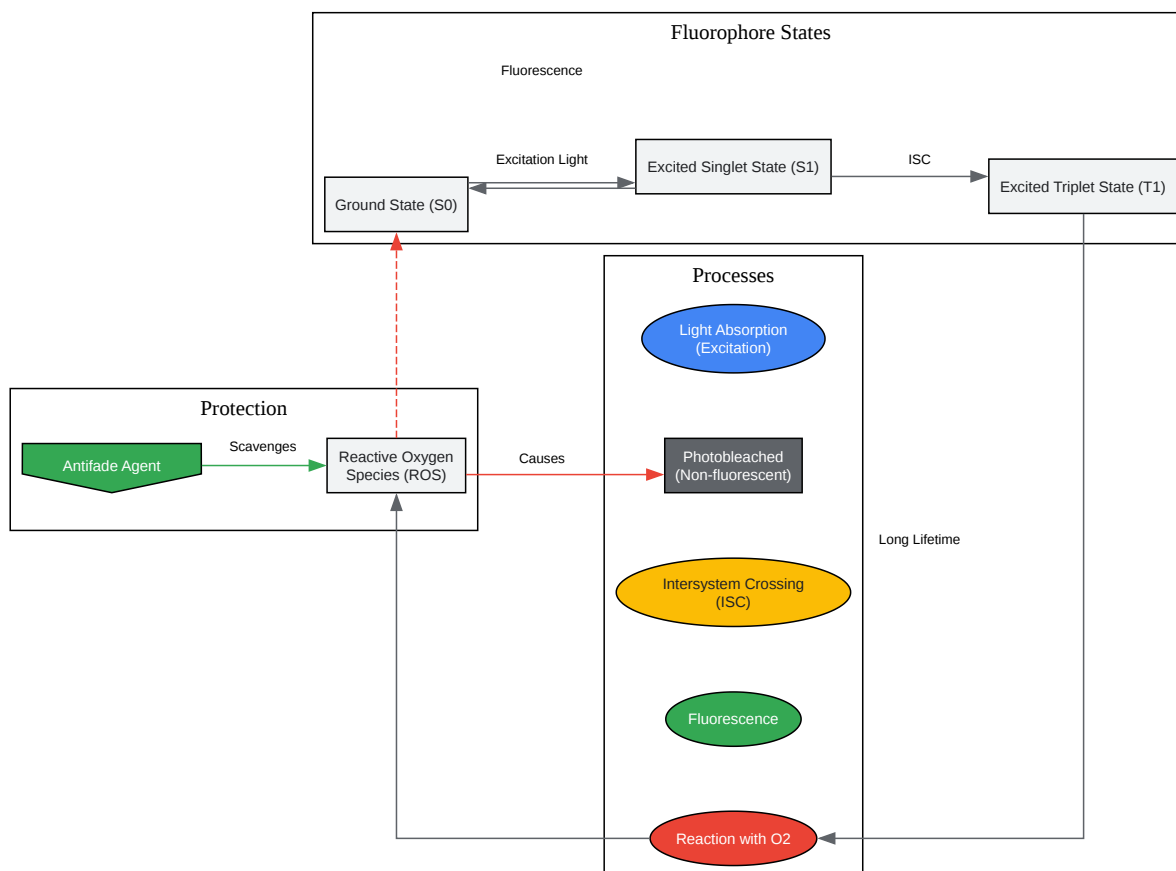 Fluorophore States
Fluorescence
Excitation Light
ISC
Excited Singlet State (S1)
Excited Triplet State (T1)
Ground State (S0)
Processes
Light Absorption
(Excitation)
Protection
Scavenges
Antifade Agent
Reactive Oxygen
Species (ROS)
Causes
Photobleached
(Non-fluorescent)
Long Lifetime
Intersystem Crossing
(ISC)
Fluorescence
Reaction with O2